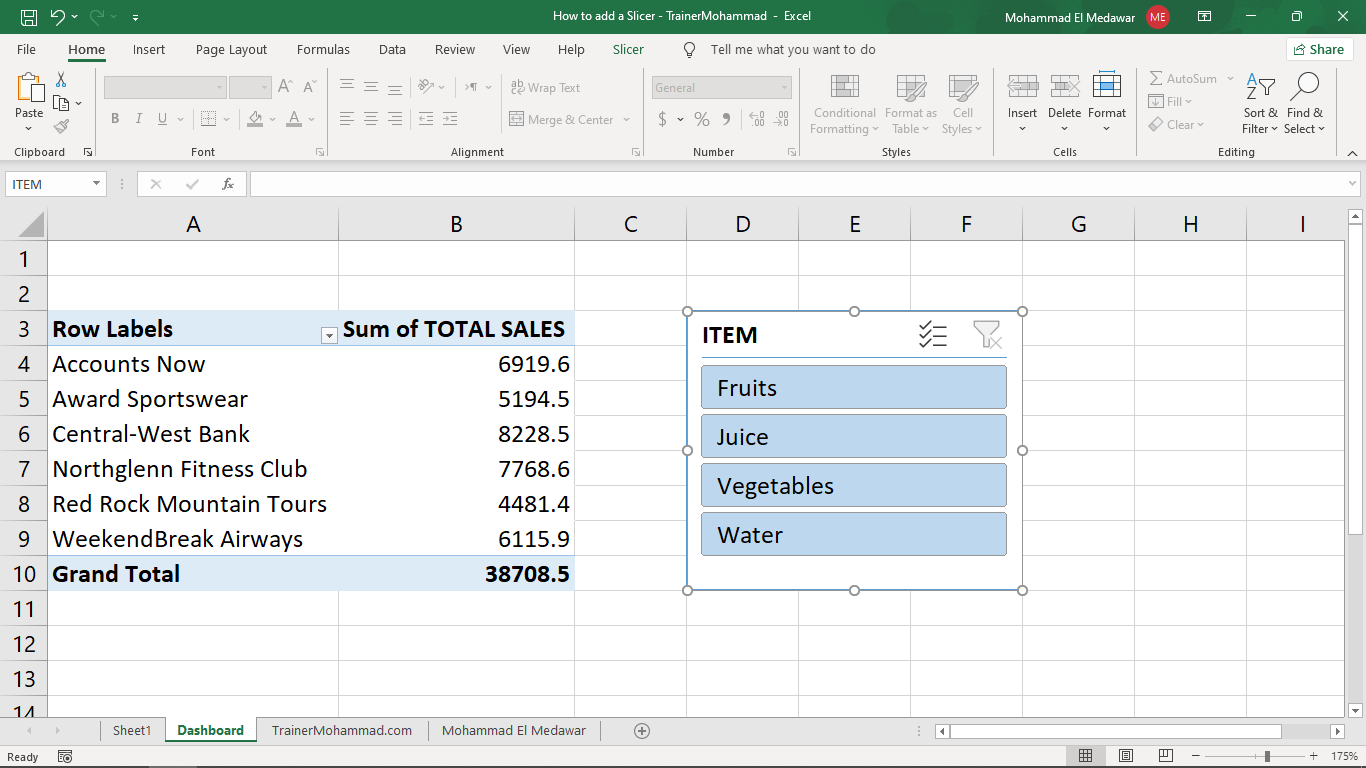 How to add a Slicer - TrainerMohammad - Excel
Mohammad El Medawar ME
File Home Insert Page Layout Formulas Data Review View Help Slicer Tell me what you want to do Share
Paste
Clipboard
B I U A A A
Font
ab Wrap Text
Merge & Center
Alignment
General
$ % 9 .00 .0
Number
Conditional Formatting
Format as Table
Cell Styles
Styles
Insert Delete Format
Cells
AutoSum
Fill
Clear
Sort & Filter
Find & Select
Editing
ITEM fx
A B C D E F G H I
1
2
3 Row Labels Sum of TOTAL SALES
4 Accounts Now 6919.6
5 Award Sportswear 5194.5
6 Central-West Bank 8228.5
7 Northglenn Fitness Club 7768.6
8 Red Rock Mountain Tours 4481.4
9 WeekendBreak Airways 6115.9
10 Grand Total 38708.5
11
12
13
14
ITEM
Fruits
Juice
Vegetables
Water
Sheet1 Dashboard TrainerMohammad.com Mohammad El Medawar
Ready 175%